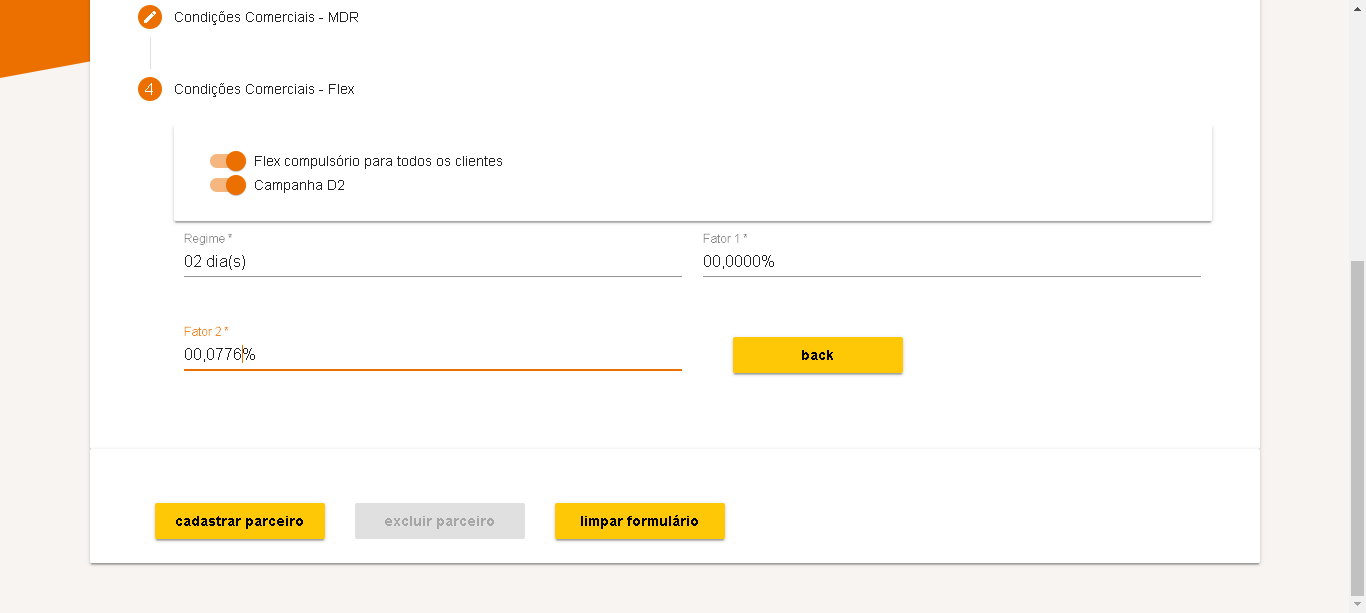 Condições Comerciais - MDR
4
Condições Comerciais - Flex
Flex compulsório para todos os clientes
Campanha D2
Regime *
02 dia(s)
Fator 1 *
00,0000%
Fator 2 *
00,0776%
back
cadastrar parceiro
excluir parceiro
limpar formulário